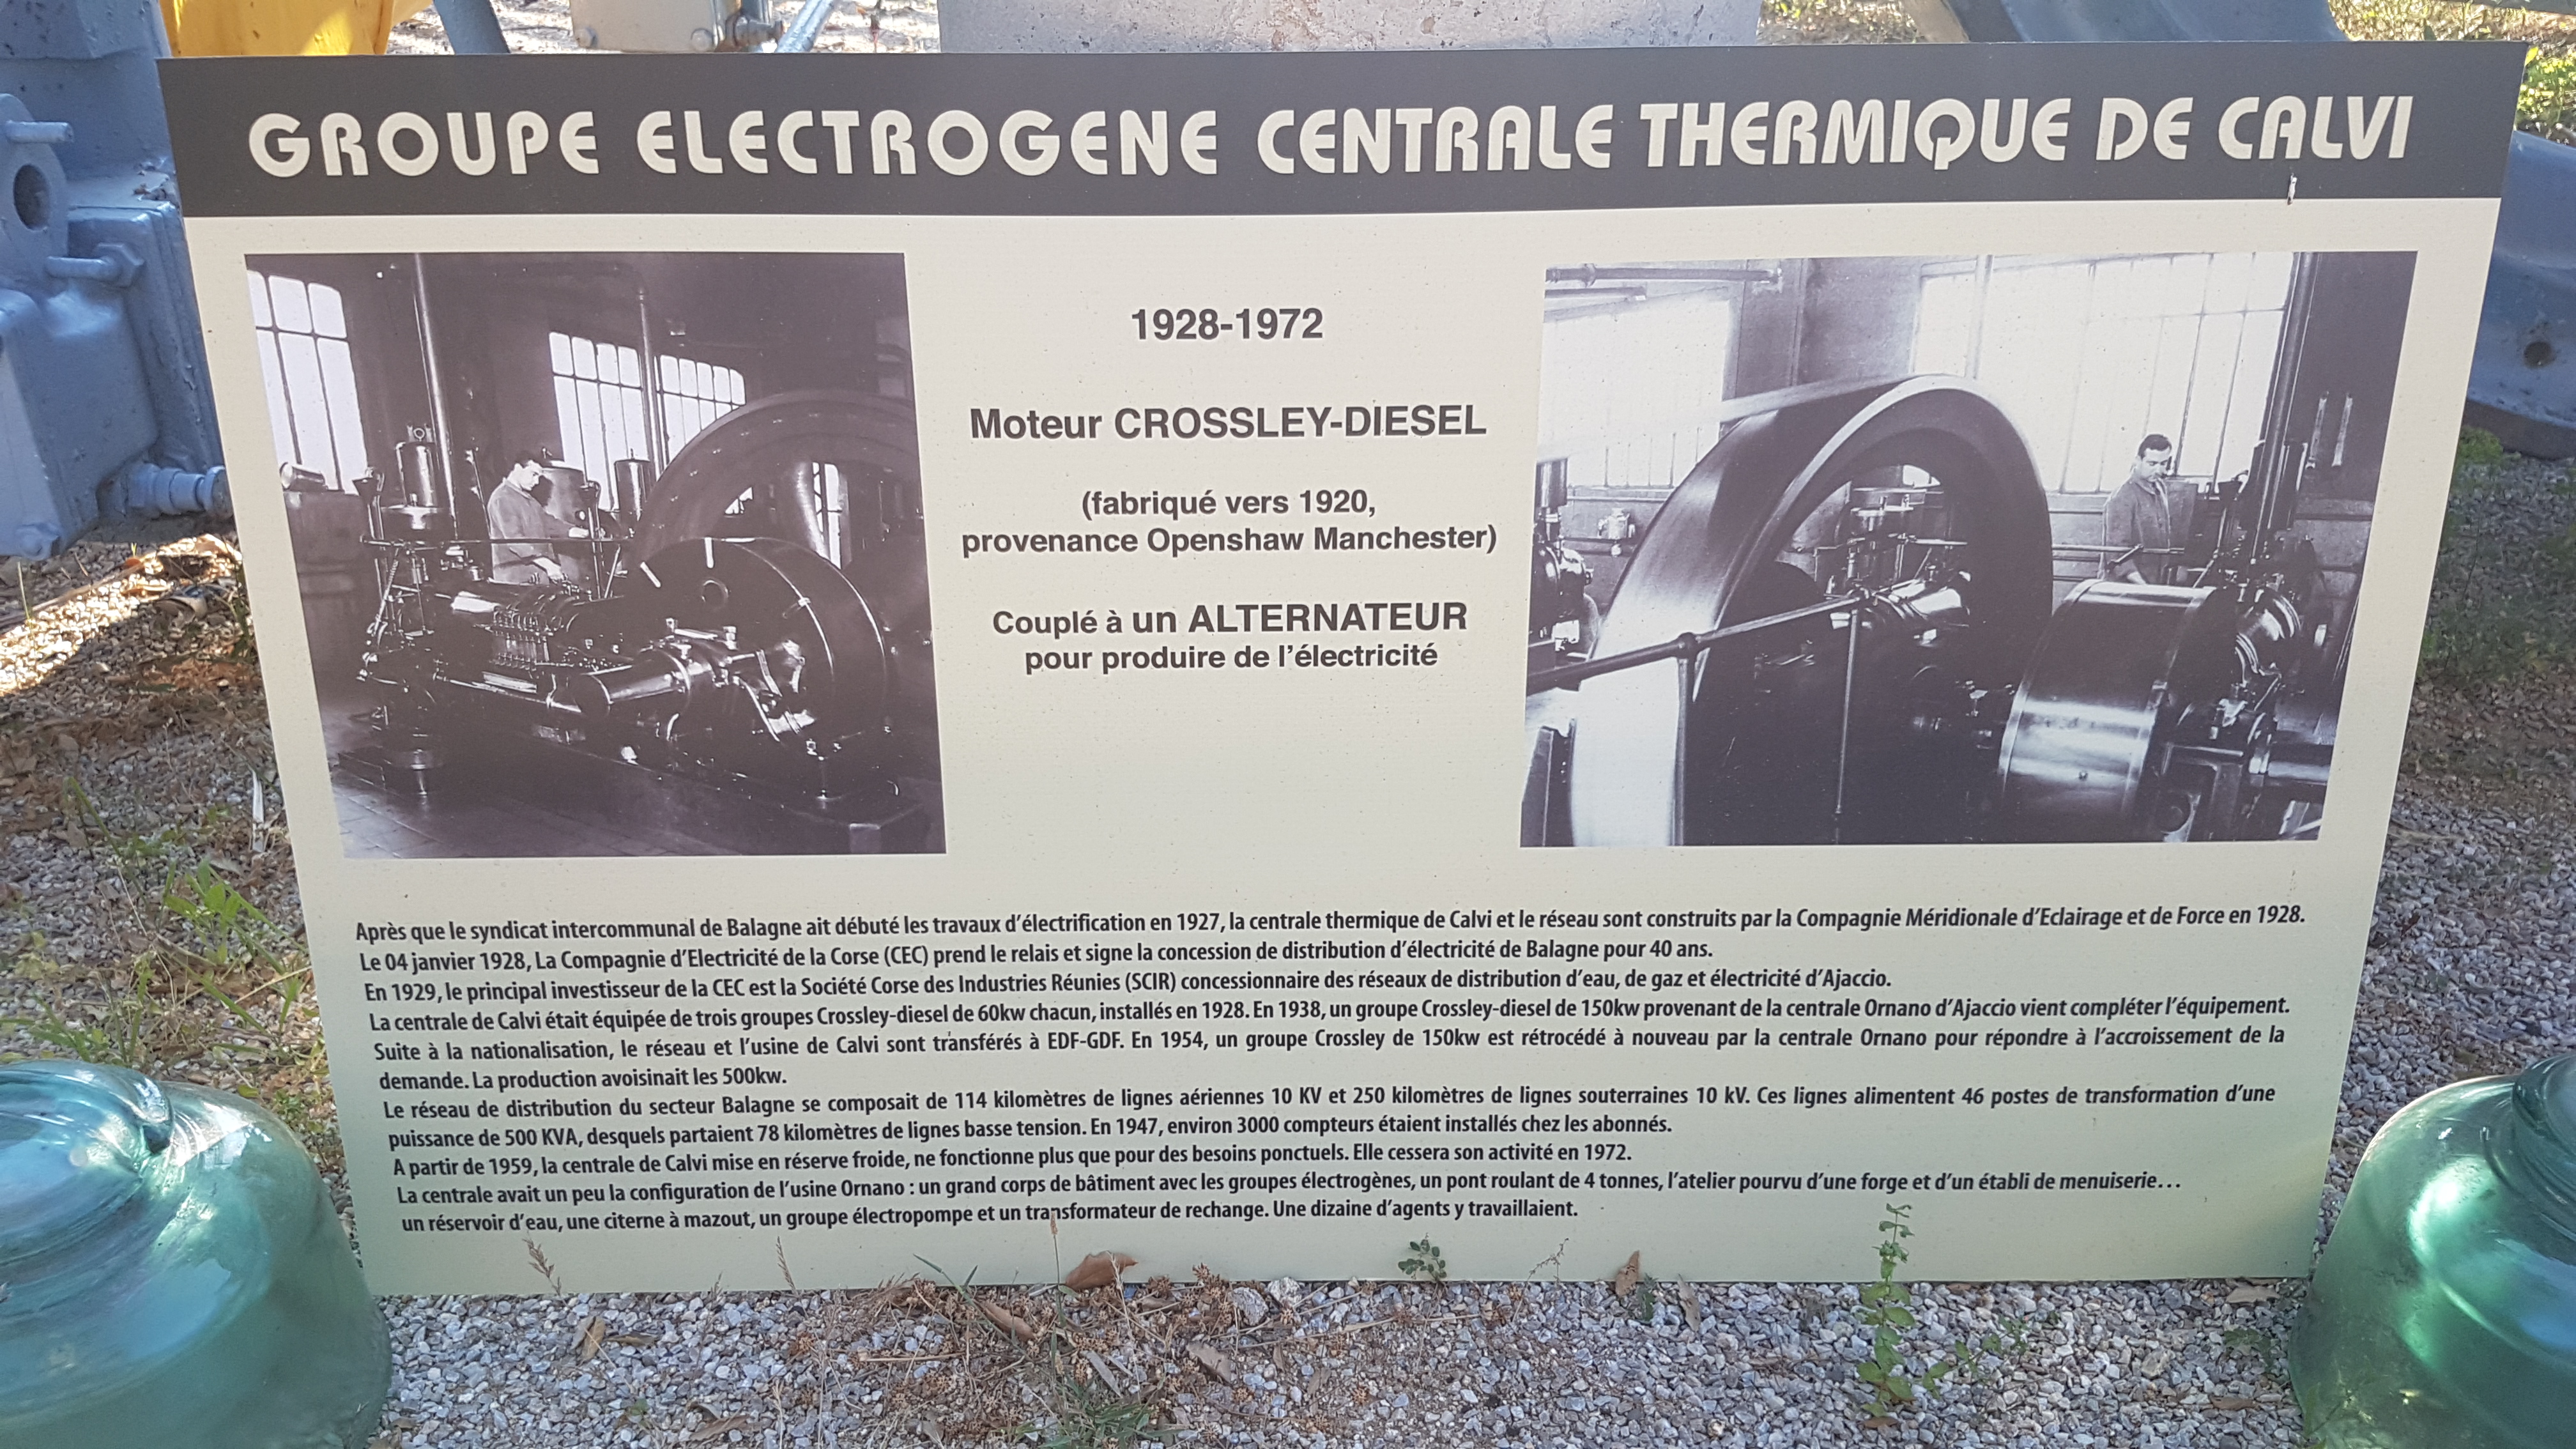 GROUPE ELECTROGENE CENTRALE THERMIQUE DE CALVI
1928-1972
Moteur CROSSLEY-DIESEL
(fabriqué vers 1920,
provenance Openshaw Manchester)
Couplé à un ALTERNATEUR
pour produire de l'électricité
Après que le syndicat intercommunal de Balagne ait débuté les travaux d'électrification en 1927, la centrale thermique de Calvi et le réseau sont construits par la Compagnie Méridionale d'Eclairage et de Force en 1928.
Le 04 janvier 1928, La Compagnie d'Electricité de la Corse (CEC) prend le relais et signe la concession de distribution d'électricité de Balagne pour 40 ans.
En 1929, le principal investisseur de la CEC est la Société Corse des Industries Réunies (SCIR) concessionnaire des réseaux de distribution d'eau, de gaz et électricité d'Ajaccio.
La centrale de Calvi était équipée de trois groupes Crossley-diesel de 60kw chacun, installés en 1928. En 1938, un groupe Crossley-diesel de 150kw provenant de la centrale Ornano d'Ajaccio vient compléter l'équipement.
Suite à la nationalisation, le réseau et l'usine de Calvi sont transférés à EDF-GDF. En 1954, un groupe Crossley de 150kw est rétrocédé à nouveau par la centrale Ornano pour répondre à l'accroissement de la
demande. La production avoisinait les 500kw.
Le réseau de distribution du secteur Balagne se composait de 114 kilomètres de lignes aériennes 10 KV et 250 kilomètres de lignes souterraines 10 kV. Ces lignes alimentent 46 postes de transformation d'une
puissance de 500 KVA, desquels partaient 78 kilomètres de lignes basse tension. En 1947, environ 3000 compteurs étaient installés chez les abonnés.
A partir de 1959, la centrale de Calvi mise en réserve froide, ne fonctionne plus que pour des besoins ponctuels. Elle cessera son activité en 1972.
La centrale avait un peu la configuration de l'usine Ornano : un grand corps de bâtiment avec les groupes électrogènes, un pont roulant de 4 tonnes, l'atelier pourvu d'une forge et d'un établi de menuiserie...
un réservoir d'eau, une citerne à mazout, un groupe électropompe et un transformateur de rechange. Une dizaine d'agents y travaillaient.